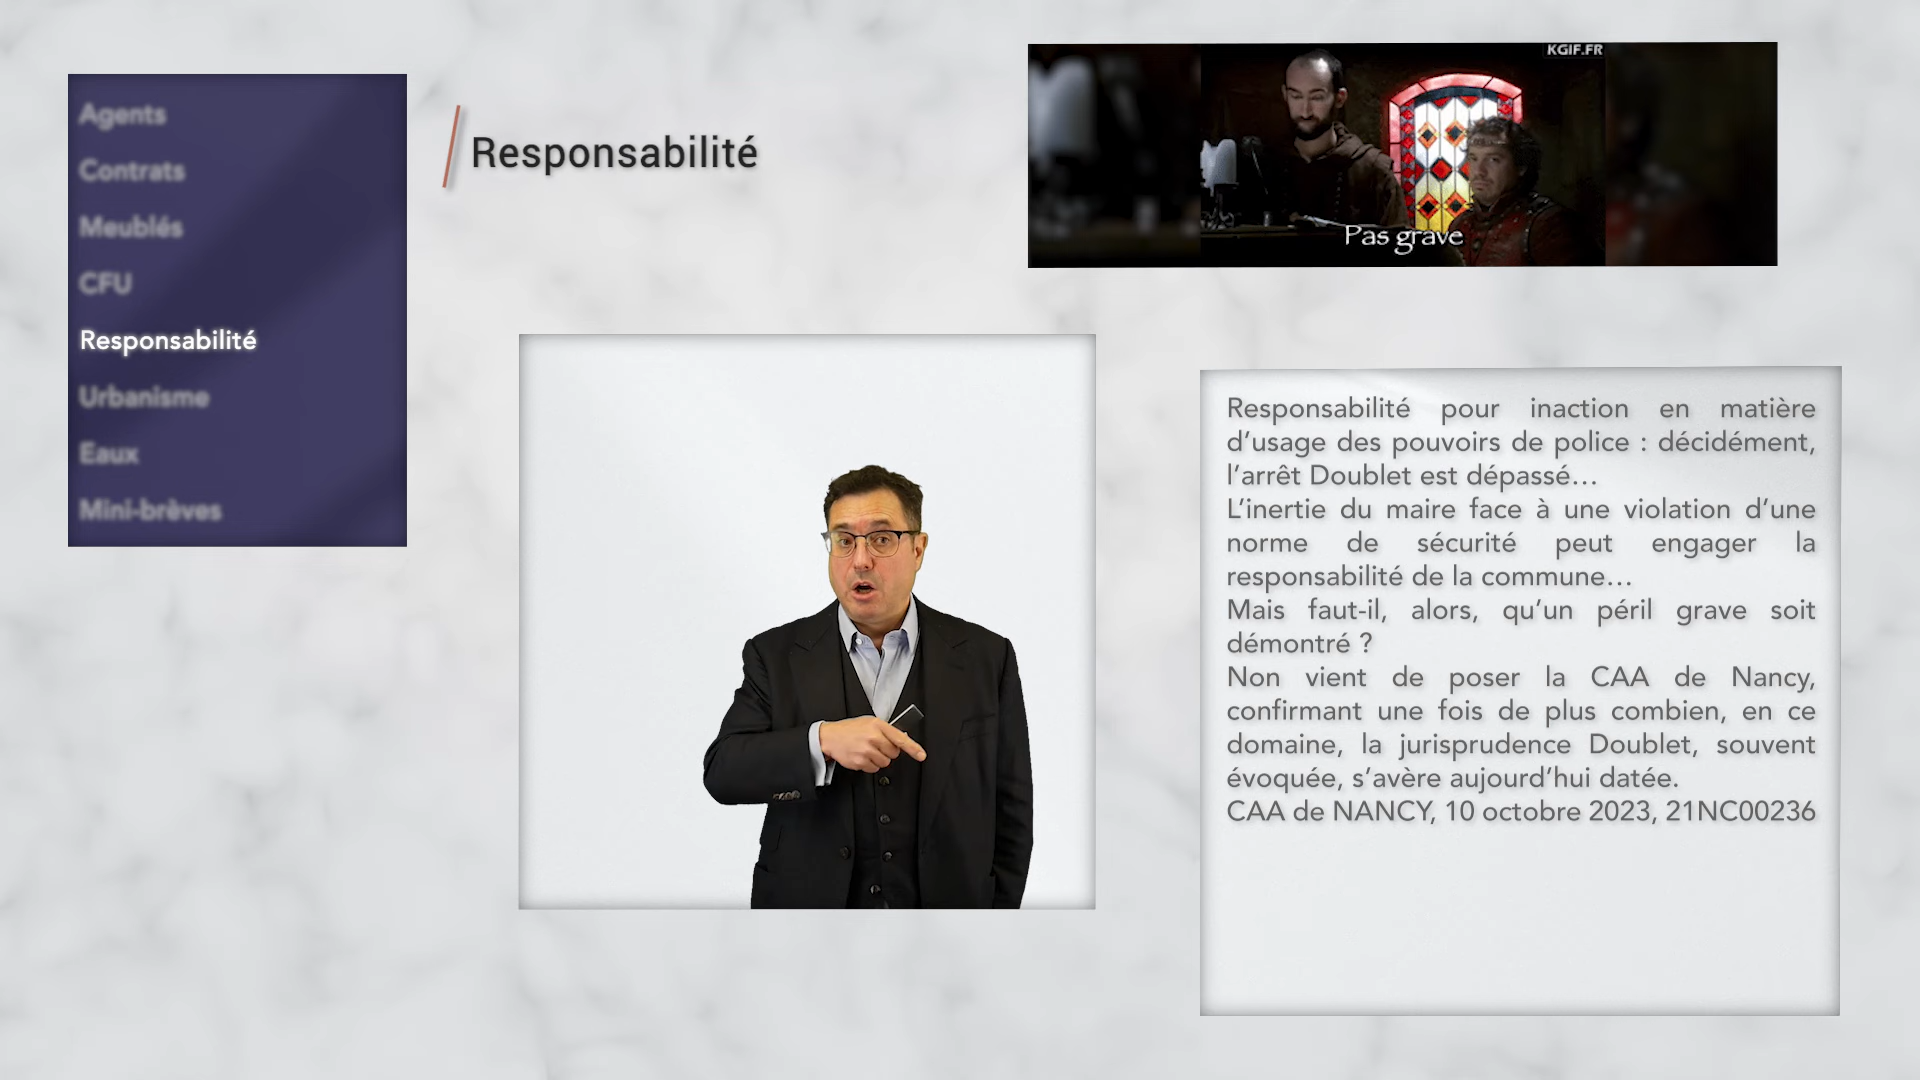 Agents
Contrats
Meublés
CFU
Responsabilité
Urbanisme
Eaux
Mini-brèves
Responsabilité
KGIF.FR
Pas grave
Responsabilité pour inaction en matière
d’usage des pouvoirs de police : décidément,
l’arrêt Doublet est dépassé…
L’inertie du maire face à une violation d’une
norme de sécurité peut engager la
responsabilité de la commune…
Mais faut-il, alors, qu’un péril grave soit
démontré ?
Non vient de poser la CAA de Nancy,
confirmant une fois de plus combien, en ce
domaine, la jurisprudence Doublet, souvent
évoquée, s’avère aujourd’hui datée.
CAA de NANCY, 10 octobre 2023, 21NC00236